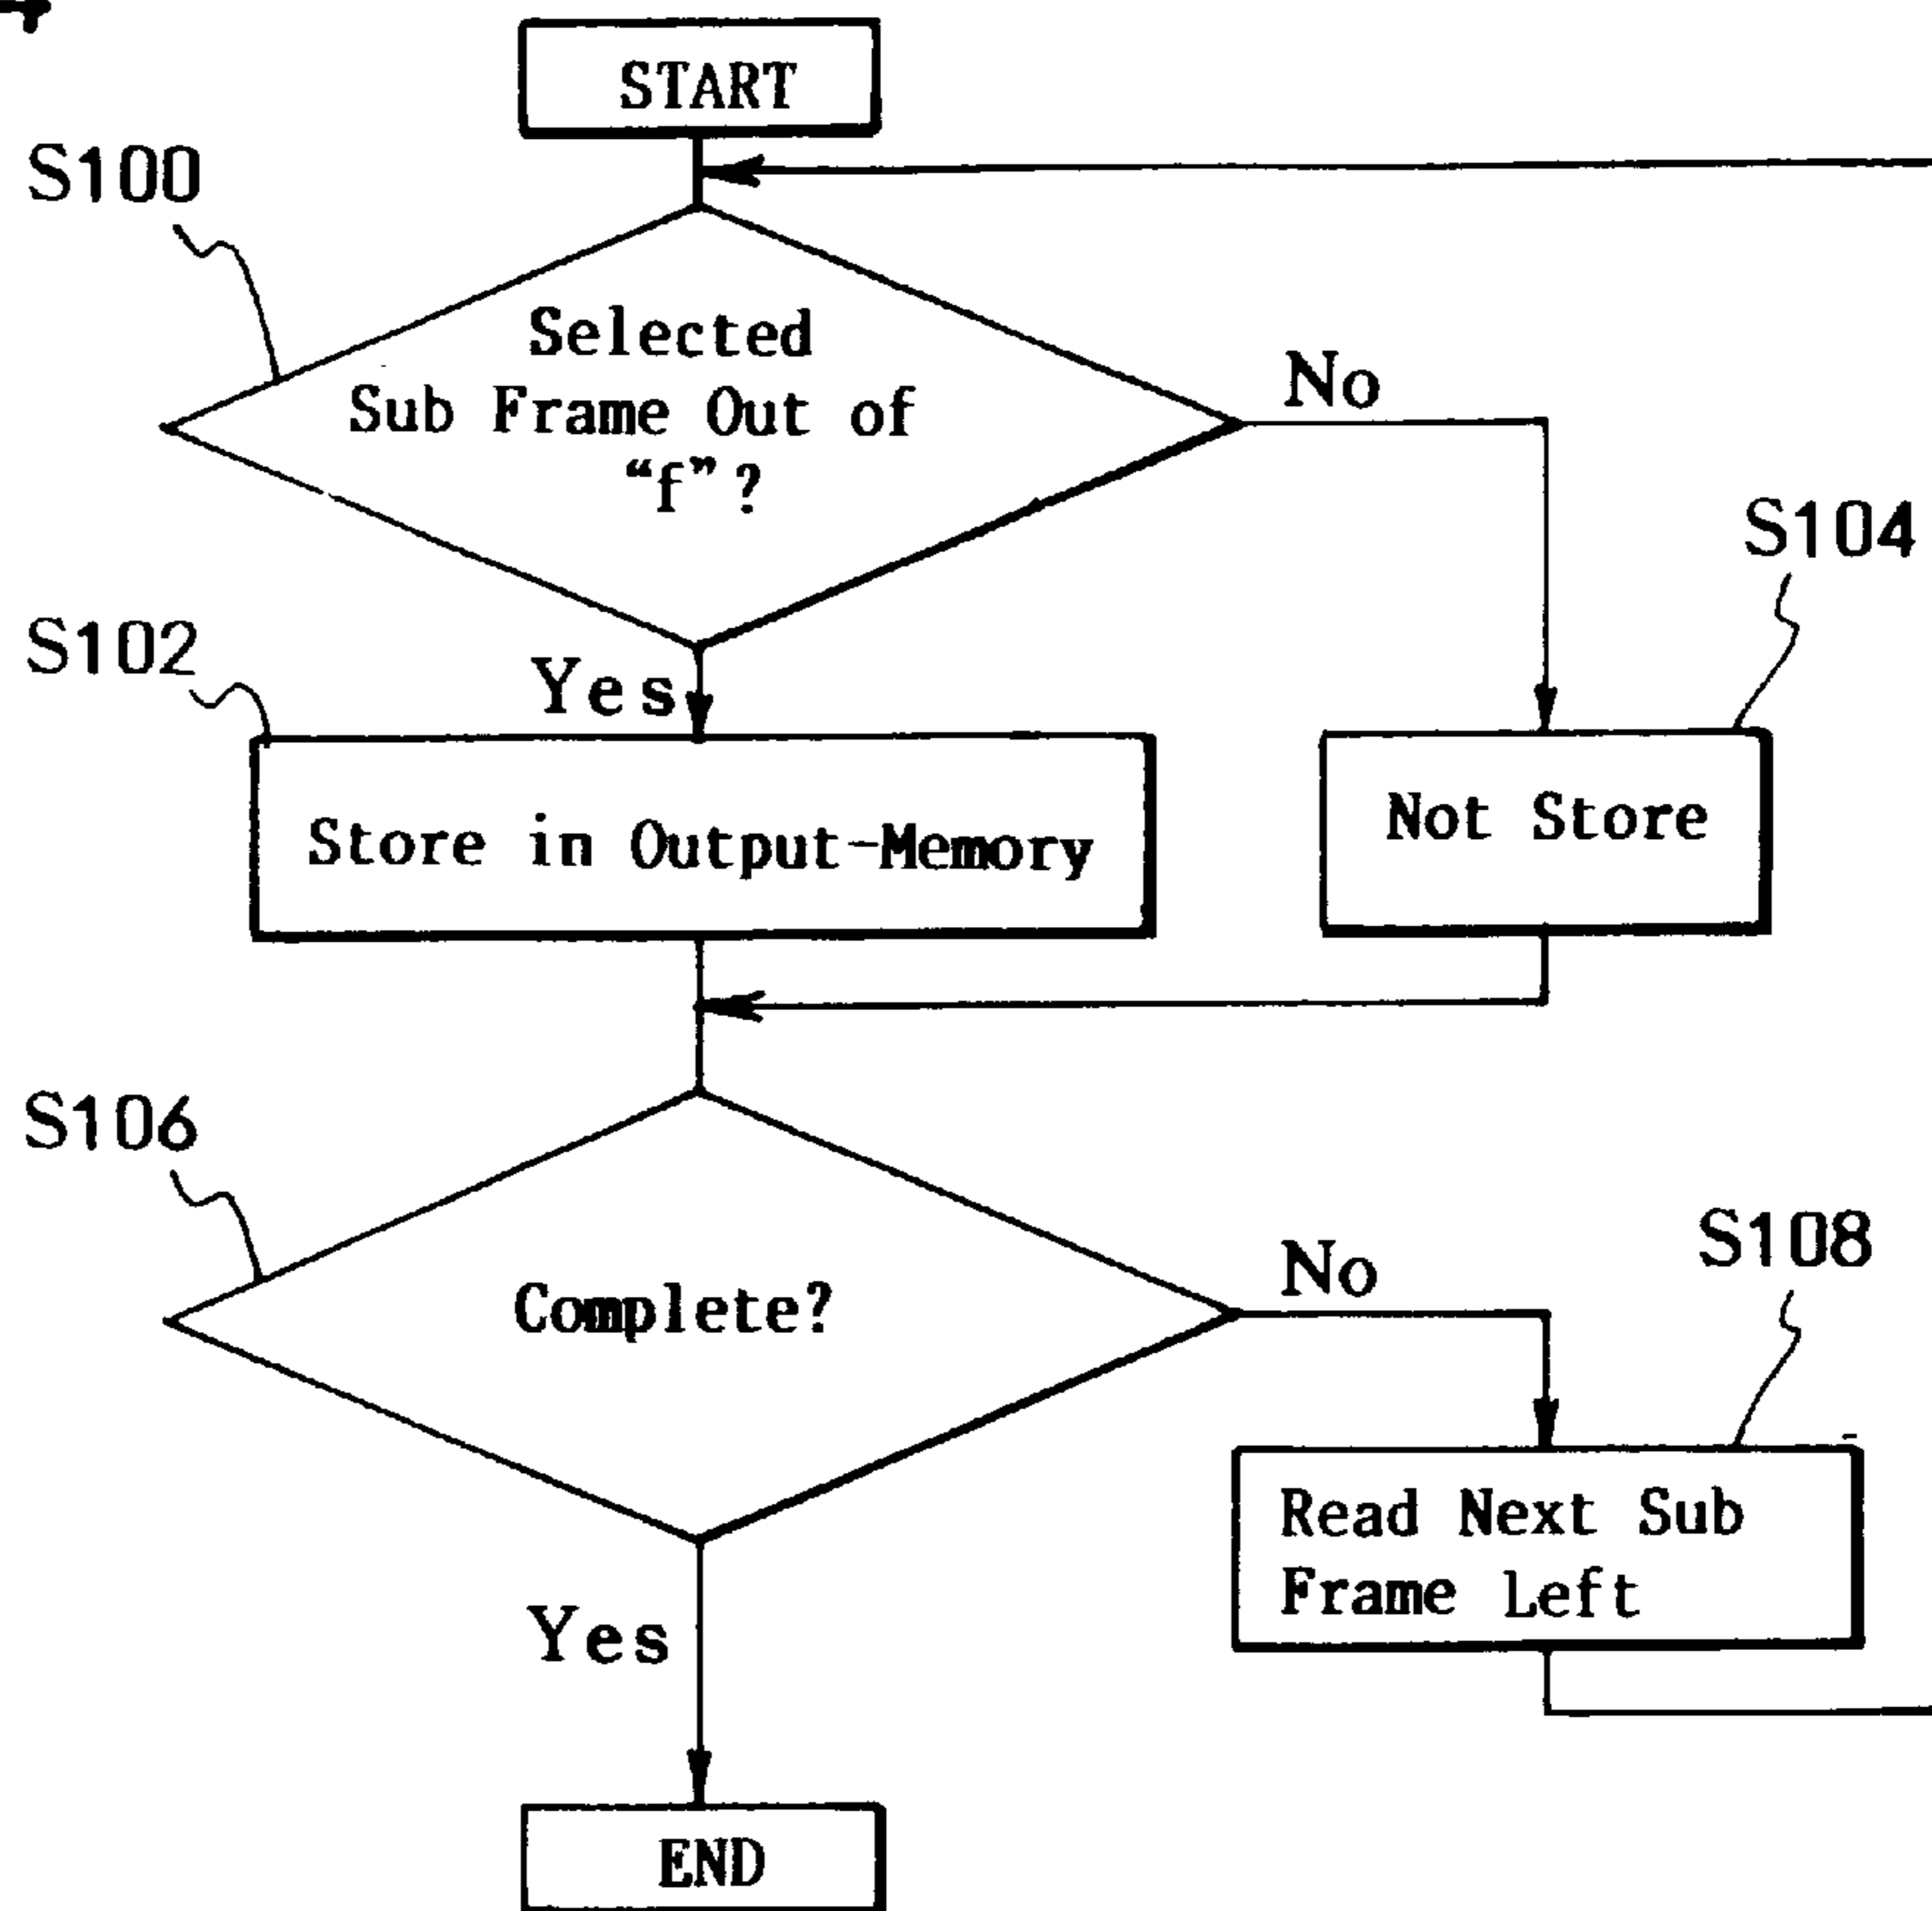 START
S100
Selected
Sub Frame Out of
“f”?
No
S104
S102
Yes
Store in Output-Memory
Not Store
S106
Complete?
No
S108
Read Next Sub
Frame Left
Yes
END